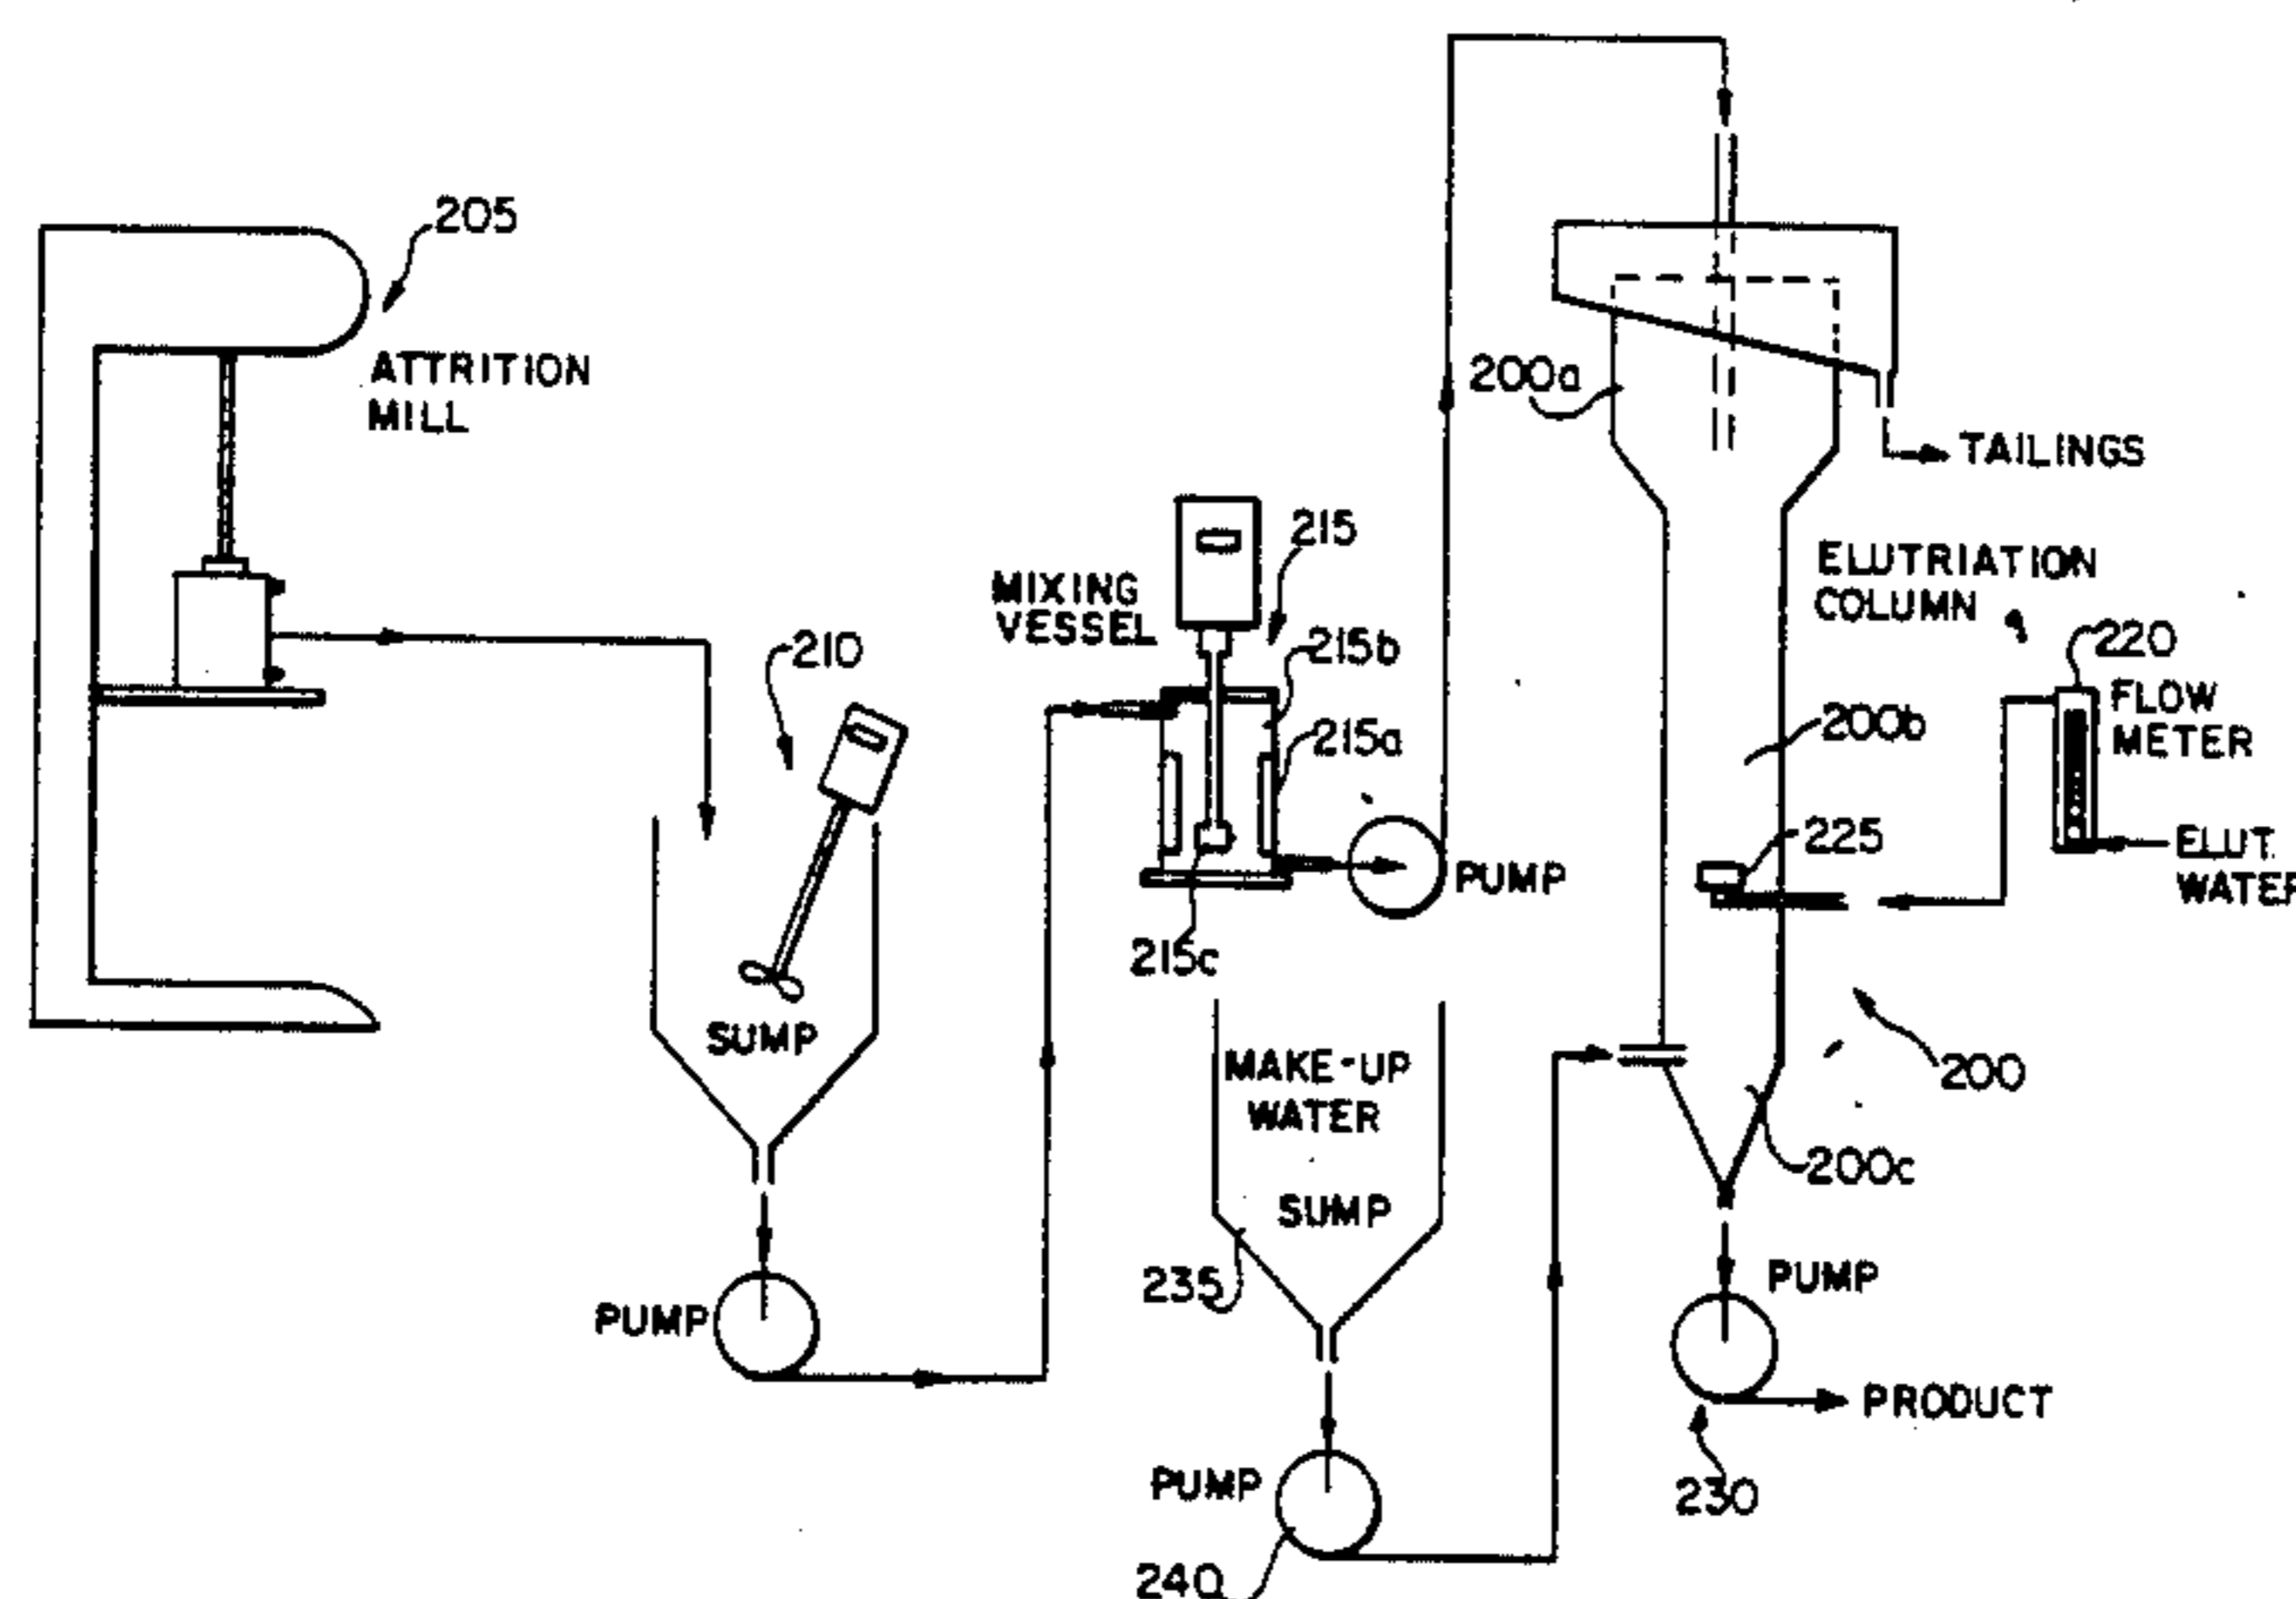 205
ATTRITION
MILL
210
SUMP
PUMP
MIXING
VESSEL
215
215b
215a
215c
PUMP
MAKE-UP
WATER
SUMP
235
PUMP
240
200a
TAILINGS
ELUTRIATION
COLUMN
220
FLOW
METER
200b
225
ELUT.
WATER
200
200c
PUMP
PRODUCT
230